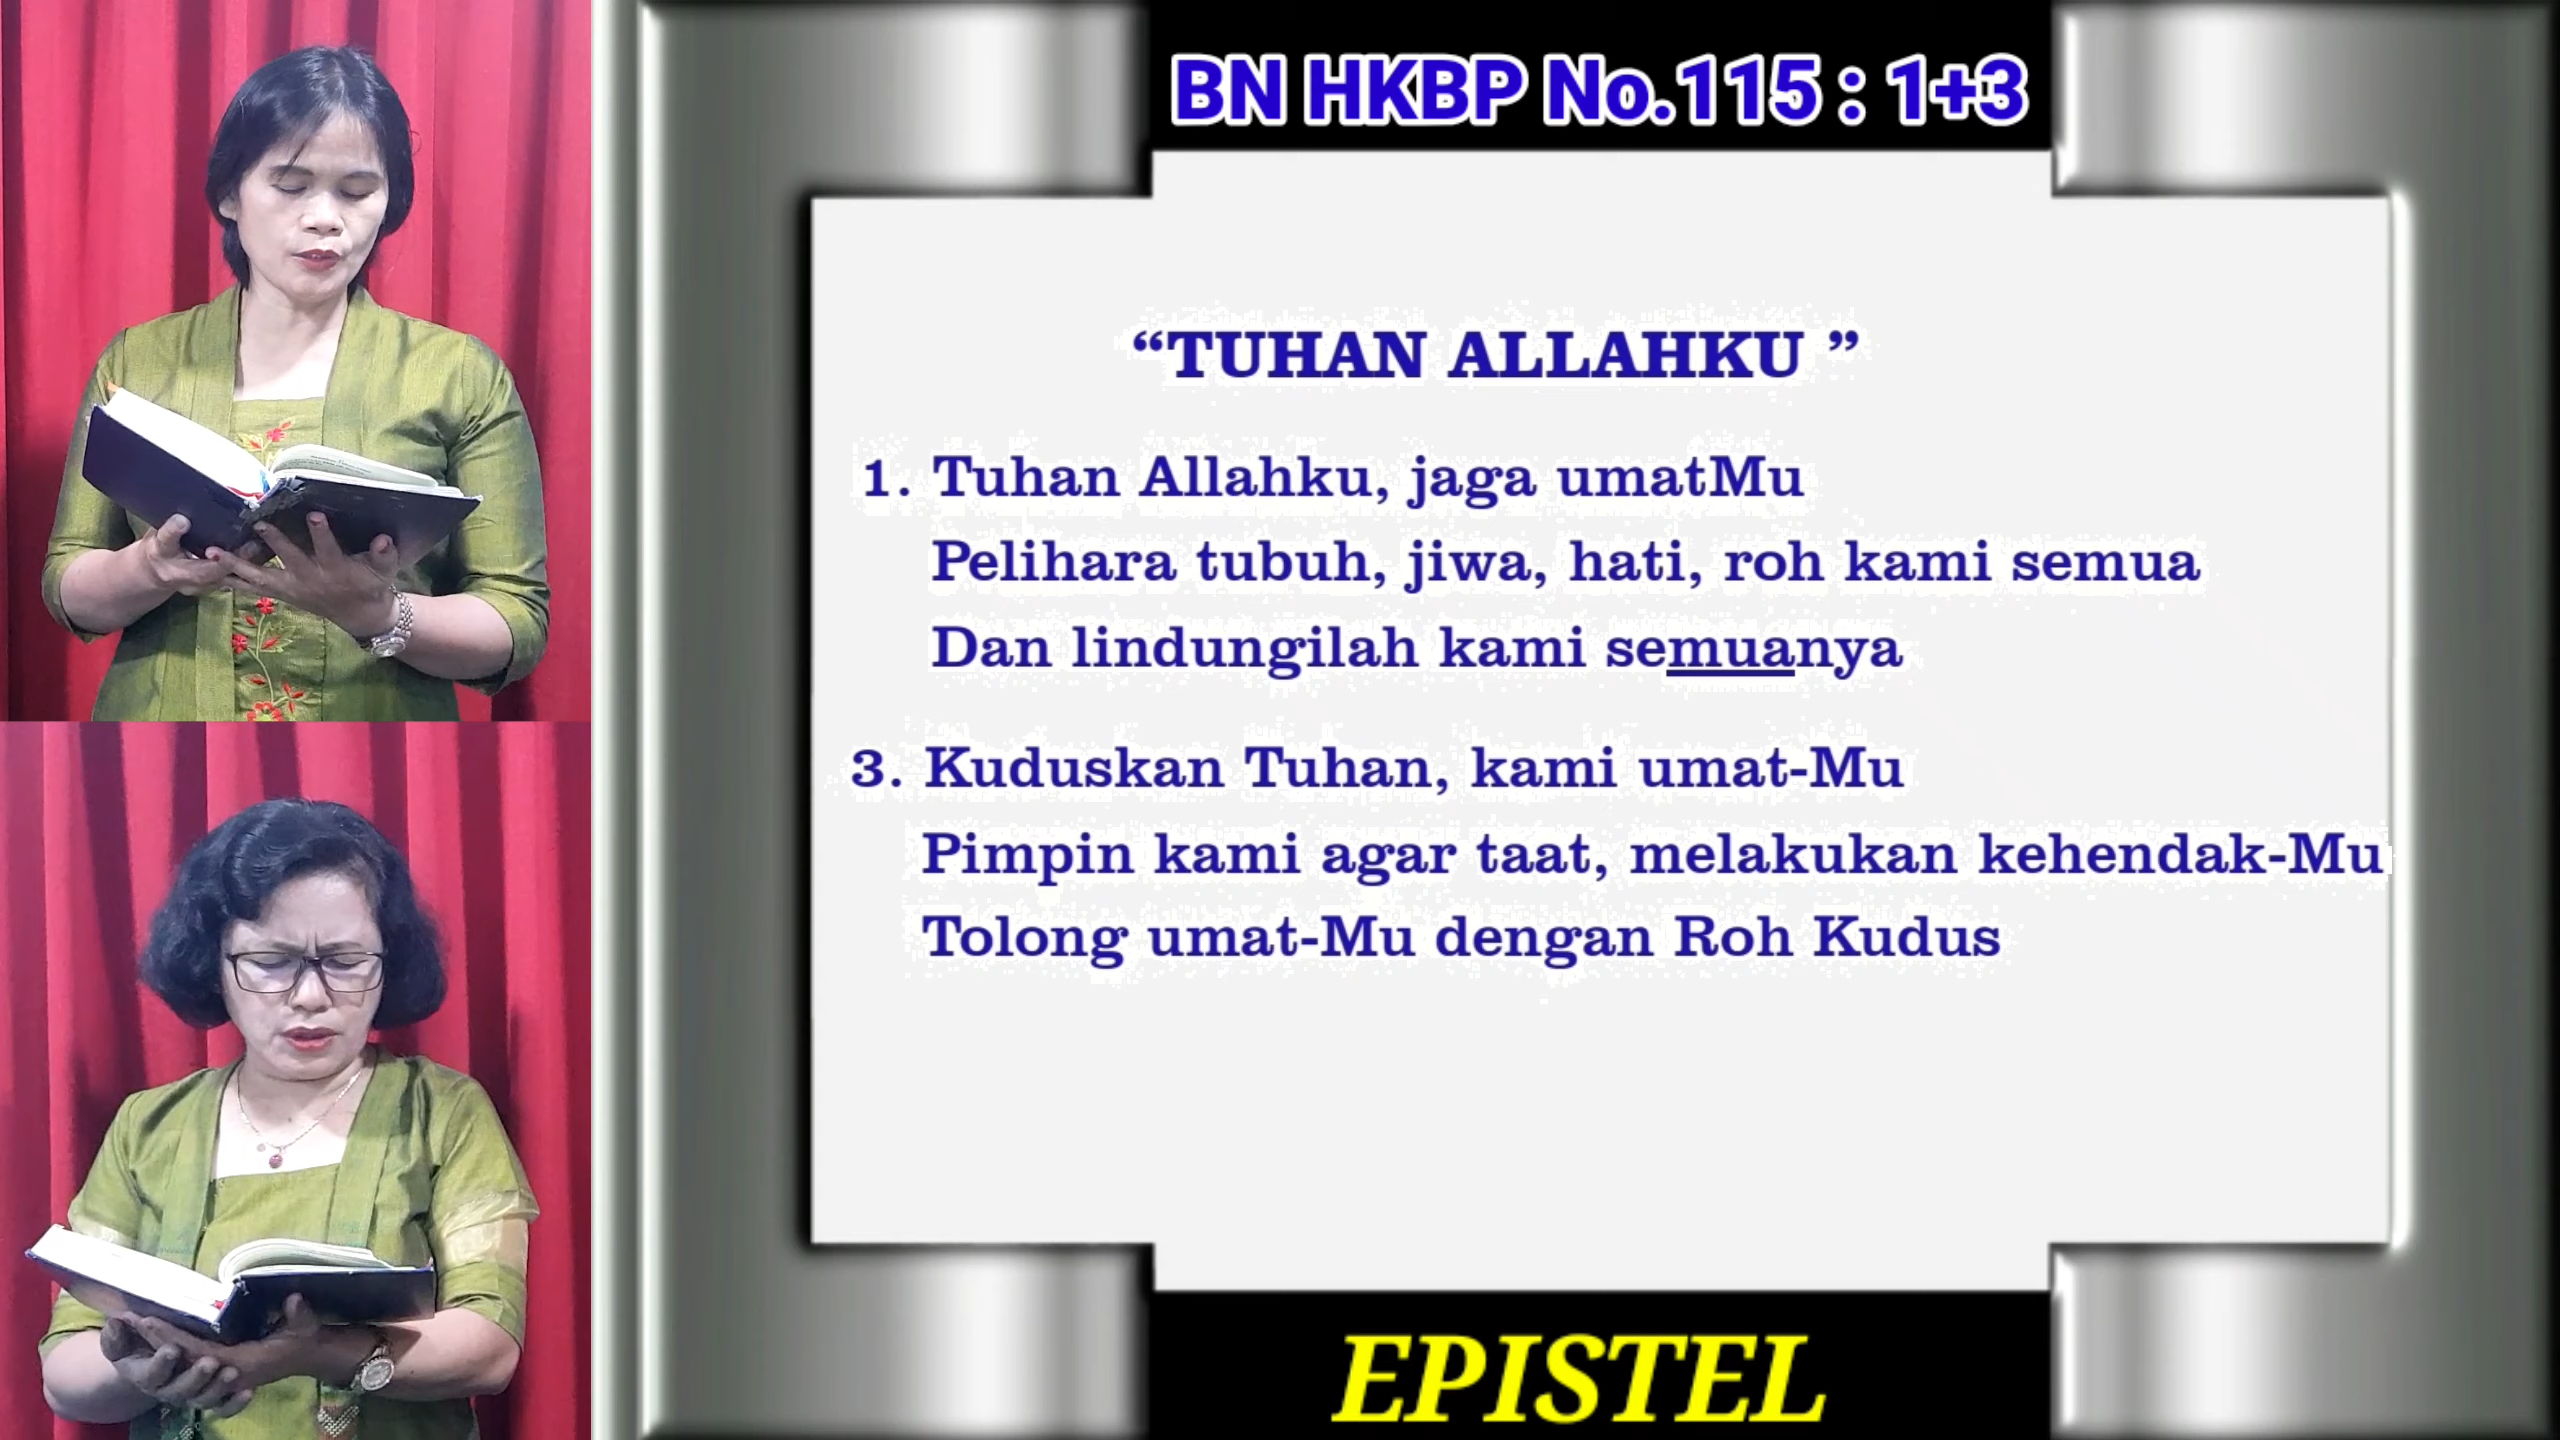 BN HKBP No.115 : 1+3
“TUHAN ALLAHKU ”
1. Tuhan Allahku, jaga umatMu
Pelihara tubuh, jiwa, hati, roh kami semua
Dan lindungilah kami semuanya
3. Kuduskan Tuhan, kami umat-Mu
Pimpin kami agar taat, melakukan kehendak-Mu
Tolong umat-Mu dengan Roh Kudus
EPISTEL